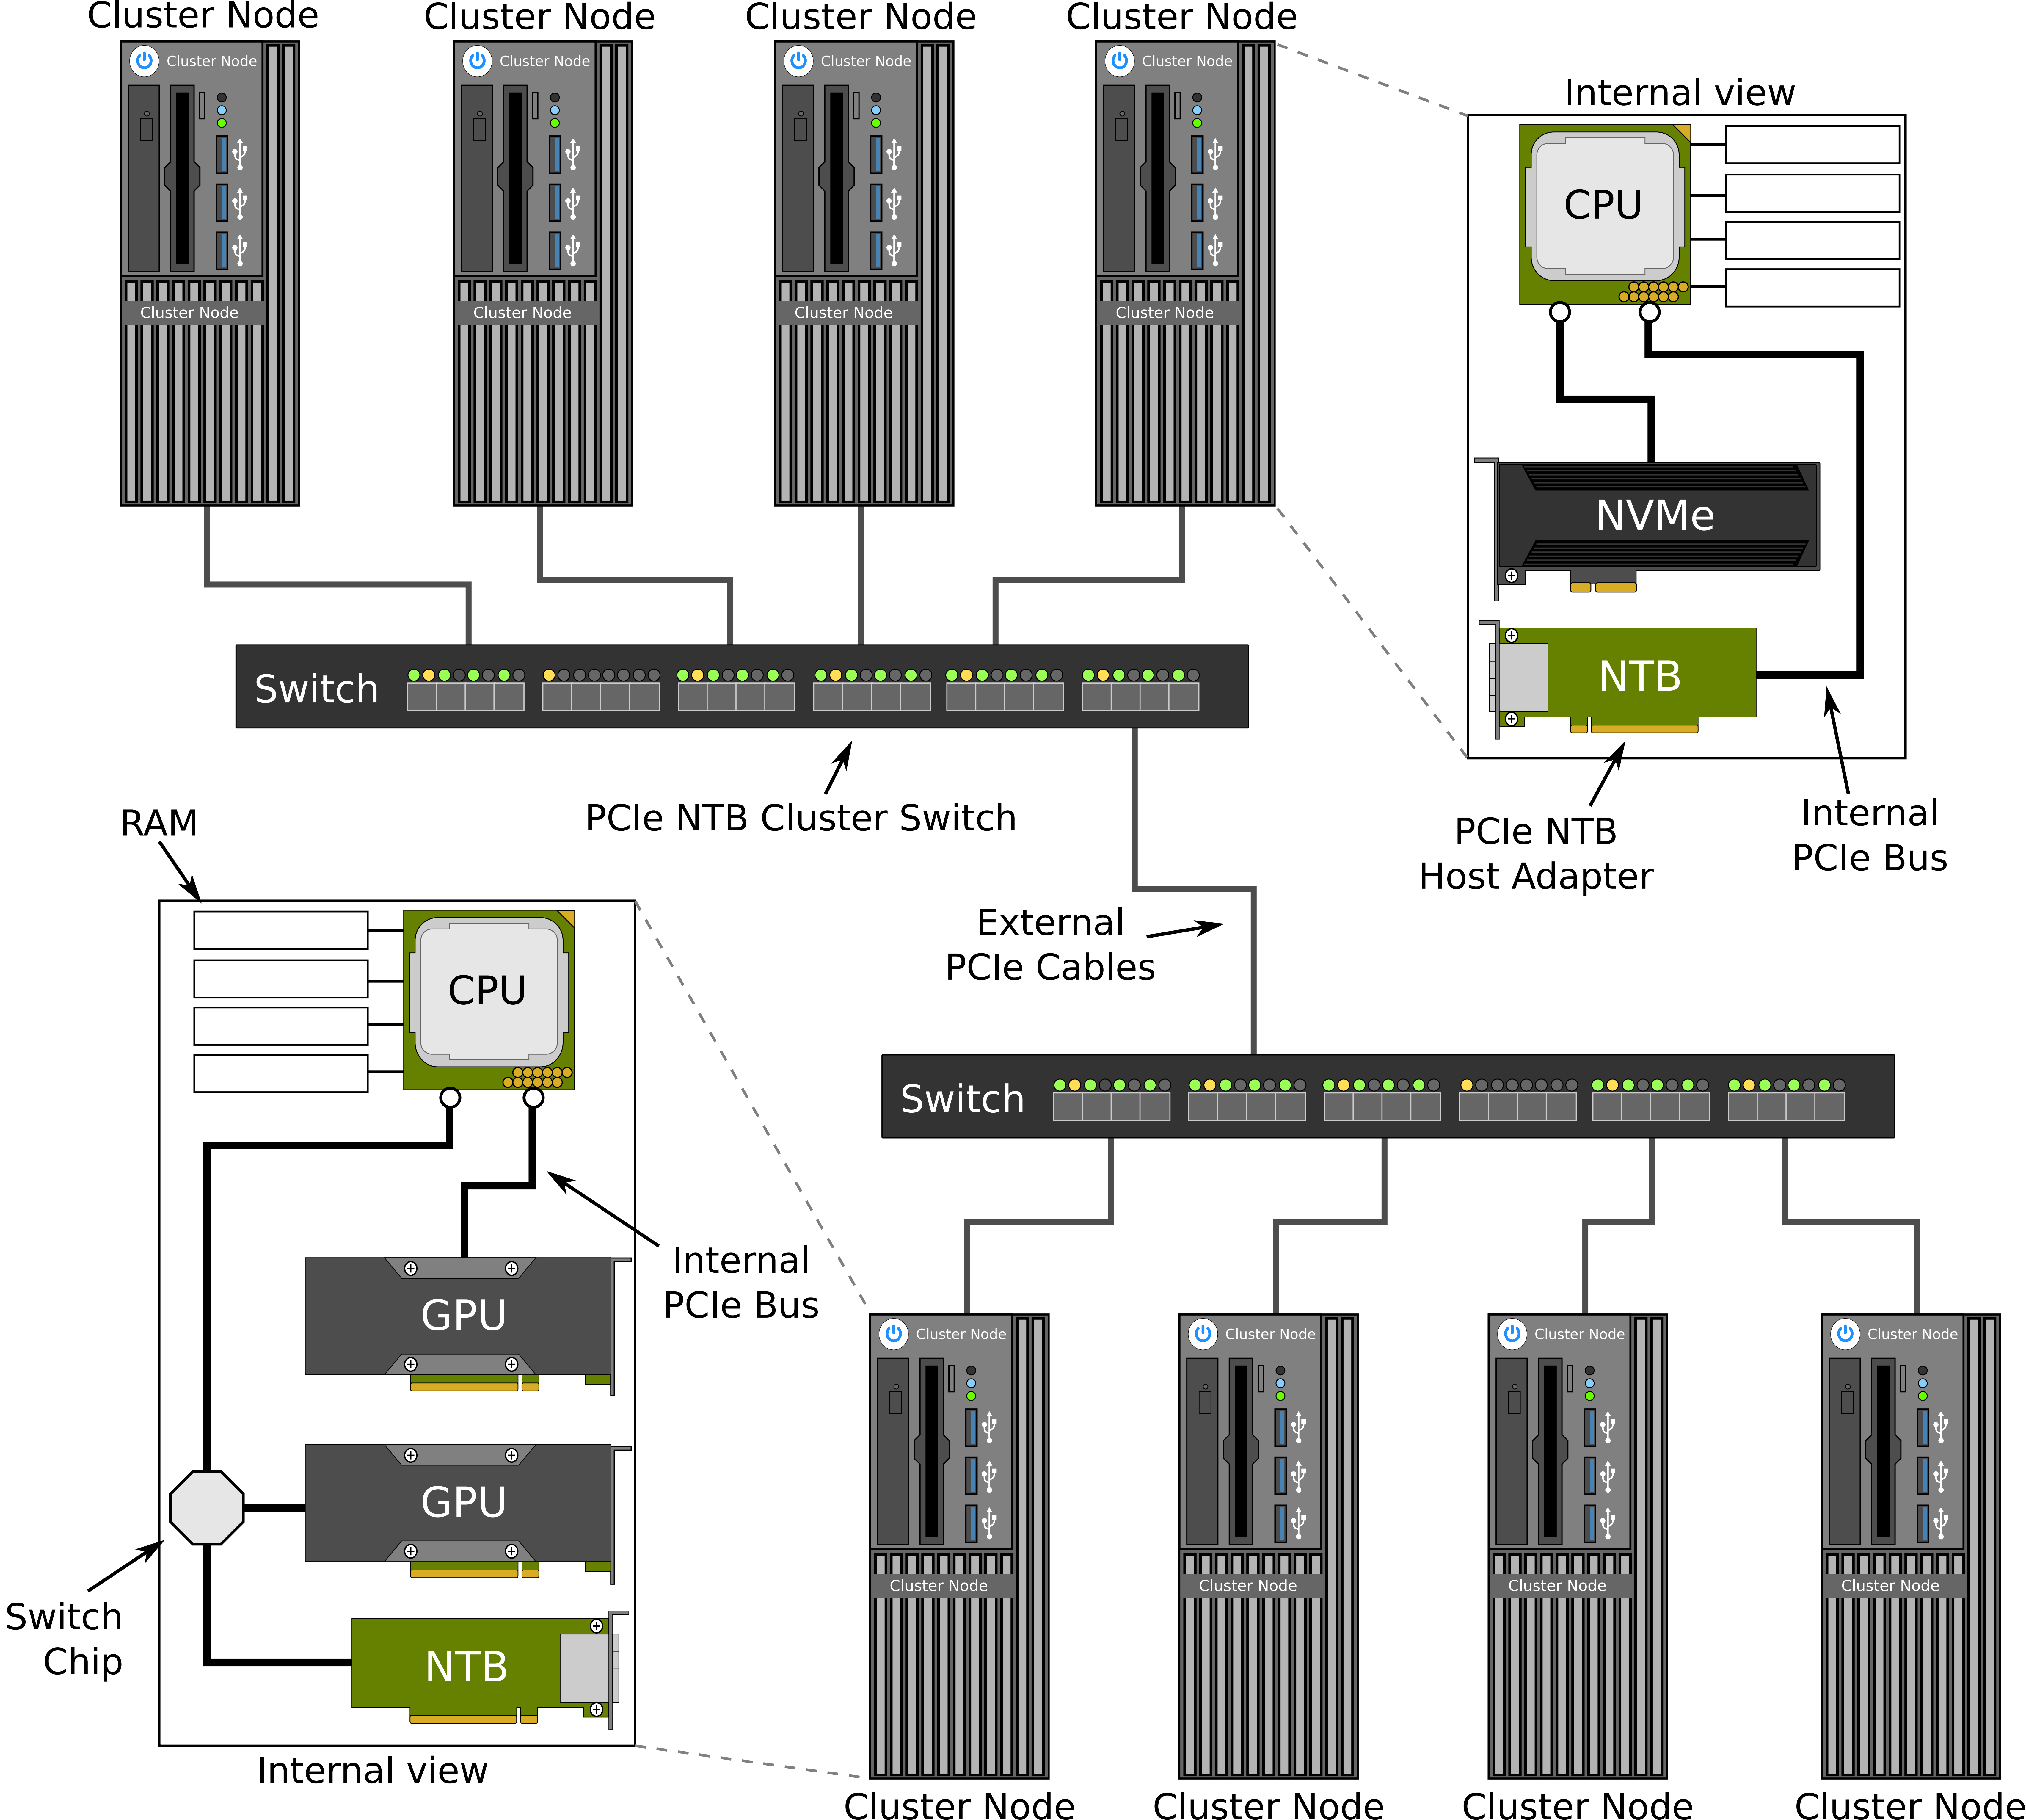 Cluster Node
Cluster Node
Cluster Node
Cluster Node
Cluster Node
Cluster Node
Cluster Node
Cluster Node
Internal view
CPU
Cluster Node
Cluster Node
Cluster Node
Cluster Node
NVMe
NTB
Switch
PCIe NTB Cluster Switch
PCIe NTB
Host Adapter
Internal
PCIe Bus
RAM
External
PCIe Cables
CPU
Switch
Internal
PCIe Bus
GPU
GPU
Switch
Chip
NTB
Internal view
Cluster Node
Cluster Node
Cluster Node
Cluster Node
Cluster Node
Cluster Node
Cluster Node
Cluster Node
Cluster Node
Cluster Node
Cluster Node
Cluster Node